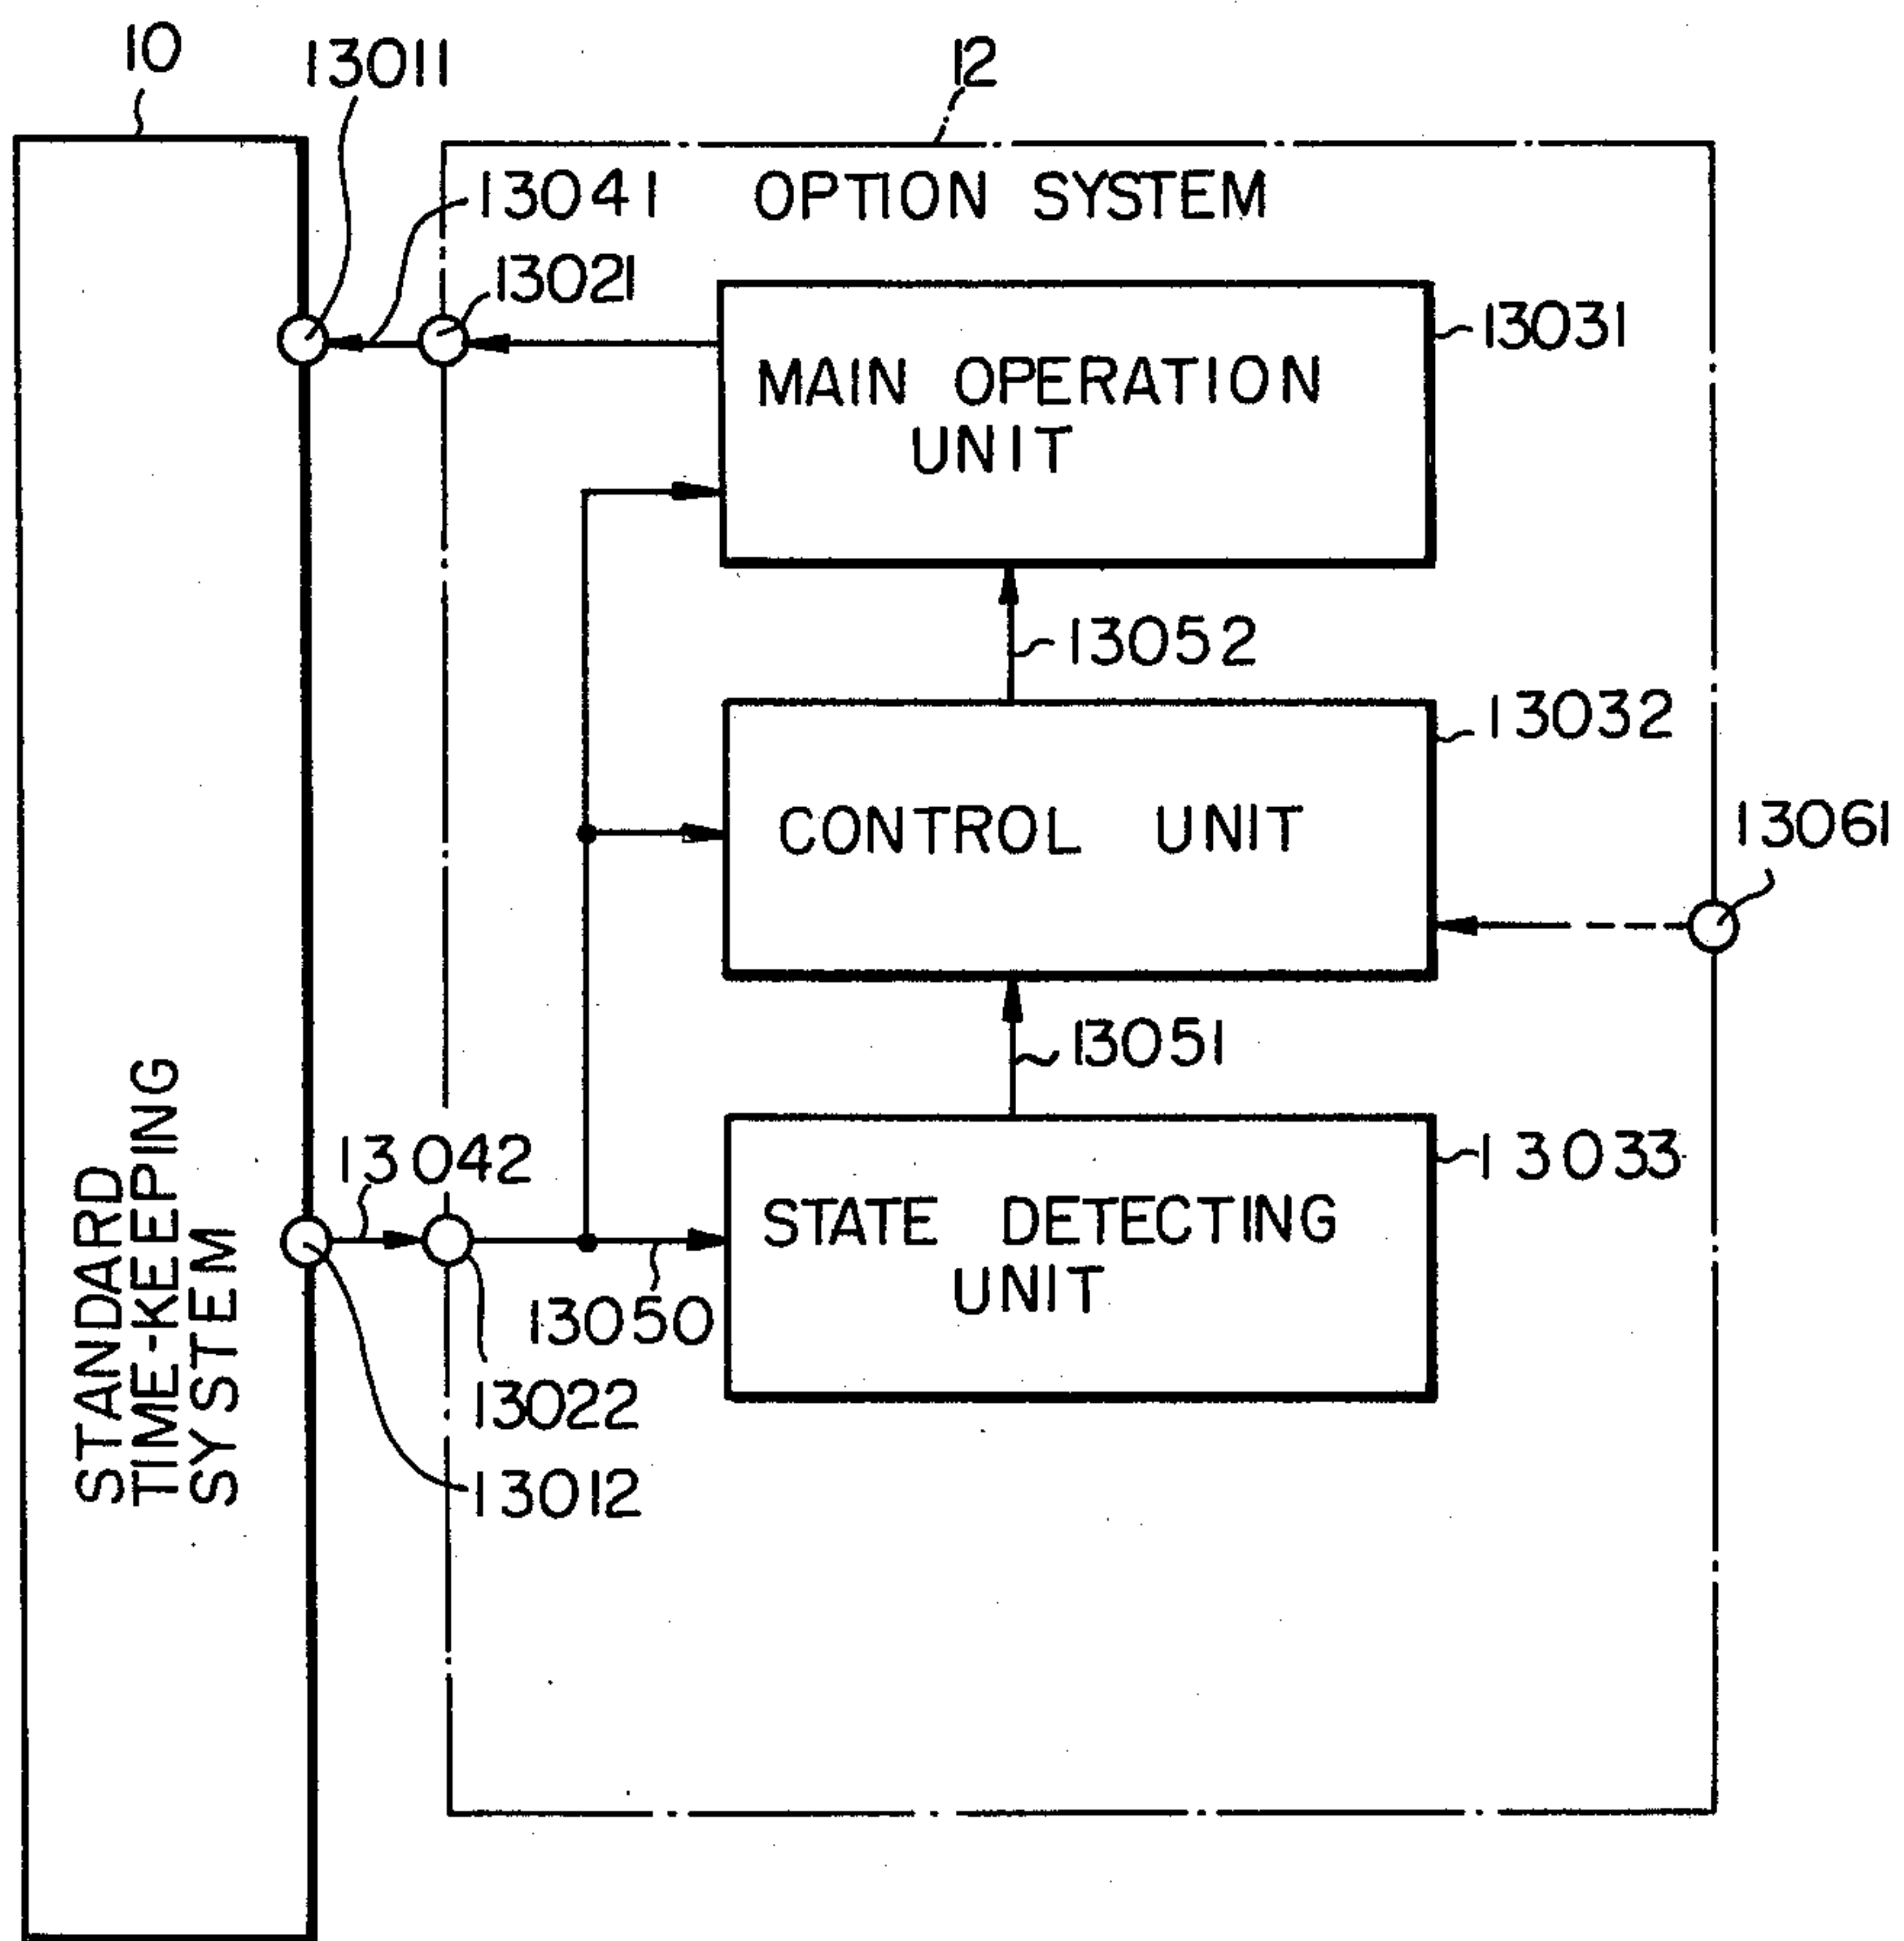 10
13011
12
13041
OPTION SYSTEM
13021
13031
MAIN OPERATION
UNIT
13052
13032
CONTROL UNIT
13061
13051
13042
13033
STATE DETECTING
UNIT
13050
13022
13012
STANDARD
TIME-KEEPING
SYSTEM